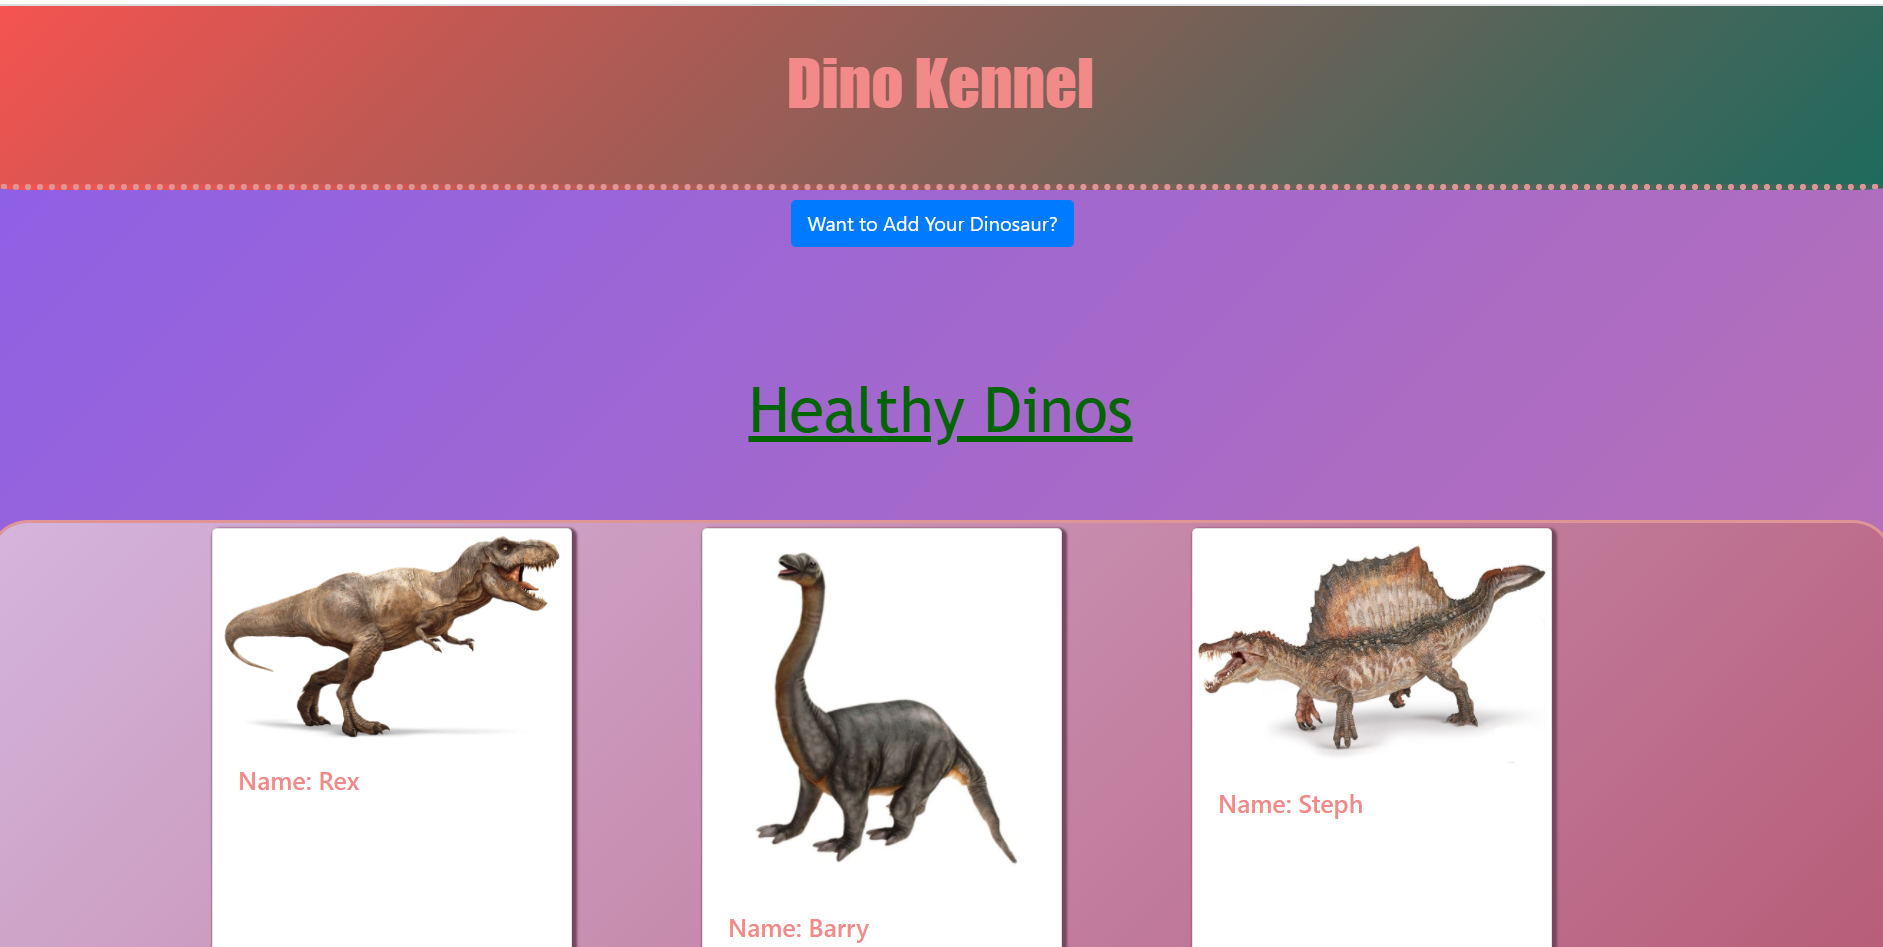 Dino Kennel
Want to Add Your Dinosaur?
Healthy Dinos
Name: Rex
Name: Steph
Name: Barry